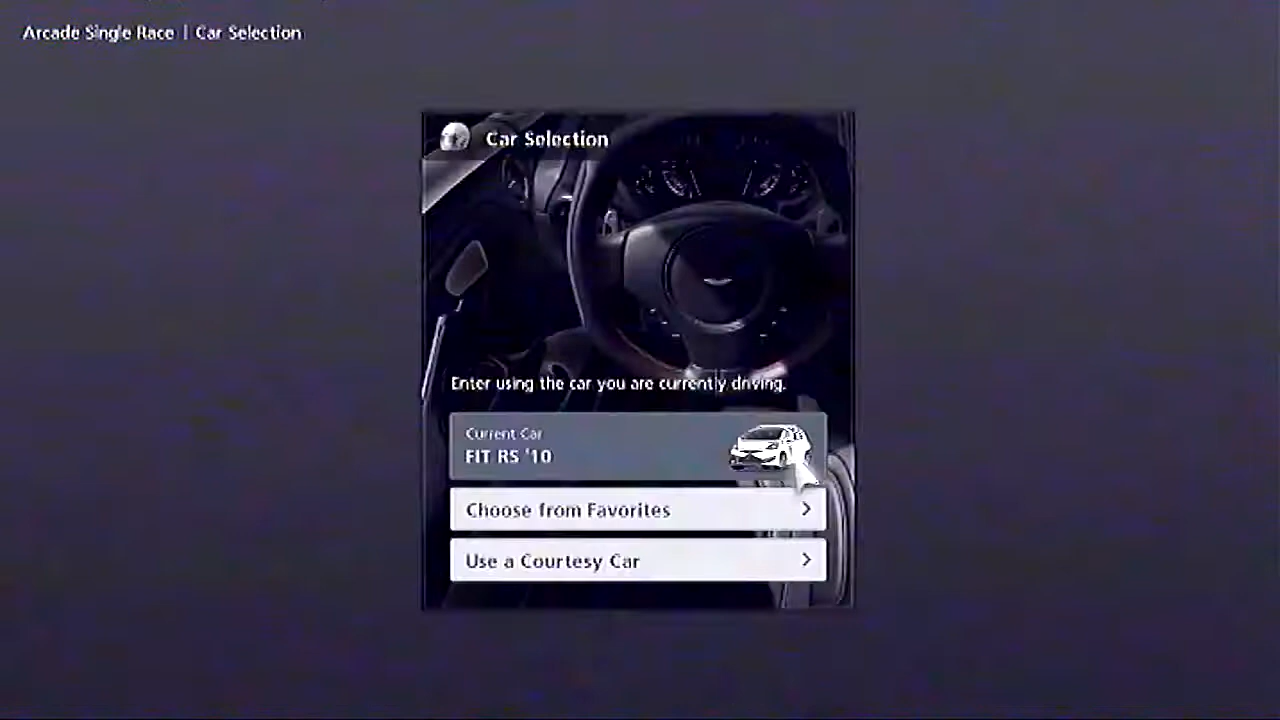 Arcade Single Race | Car Selection
Car Selection
Enter using the car you are currently driving.
Current Car
FIT RS '10
Choose from Favorites
Use a Courtesy Car